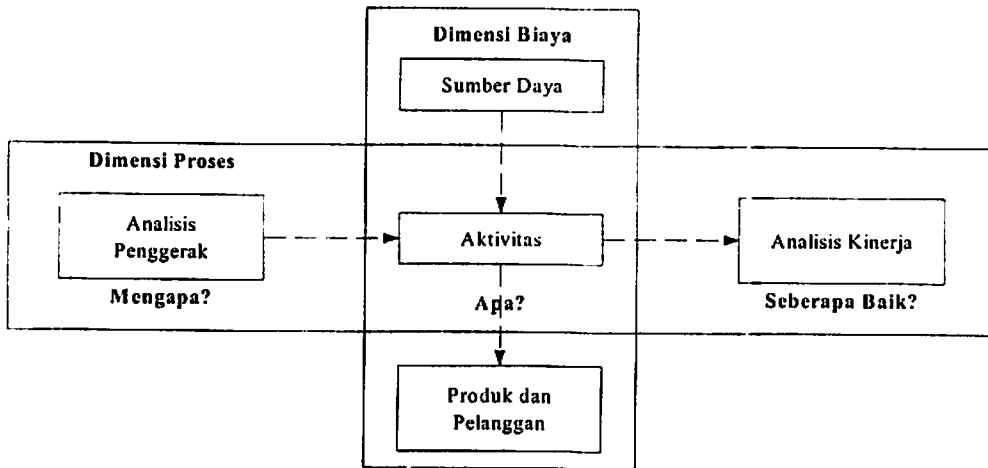 Dimensi Biaya
Sumber Daya
Dimensi Proses
Analisis
Penggerak
Aktivitas
Analisis Kinerja
Mengapa?
Apa?
Seberapa Baik?
Produk dan
Pelanggan